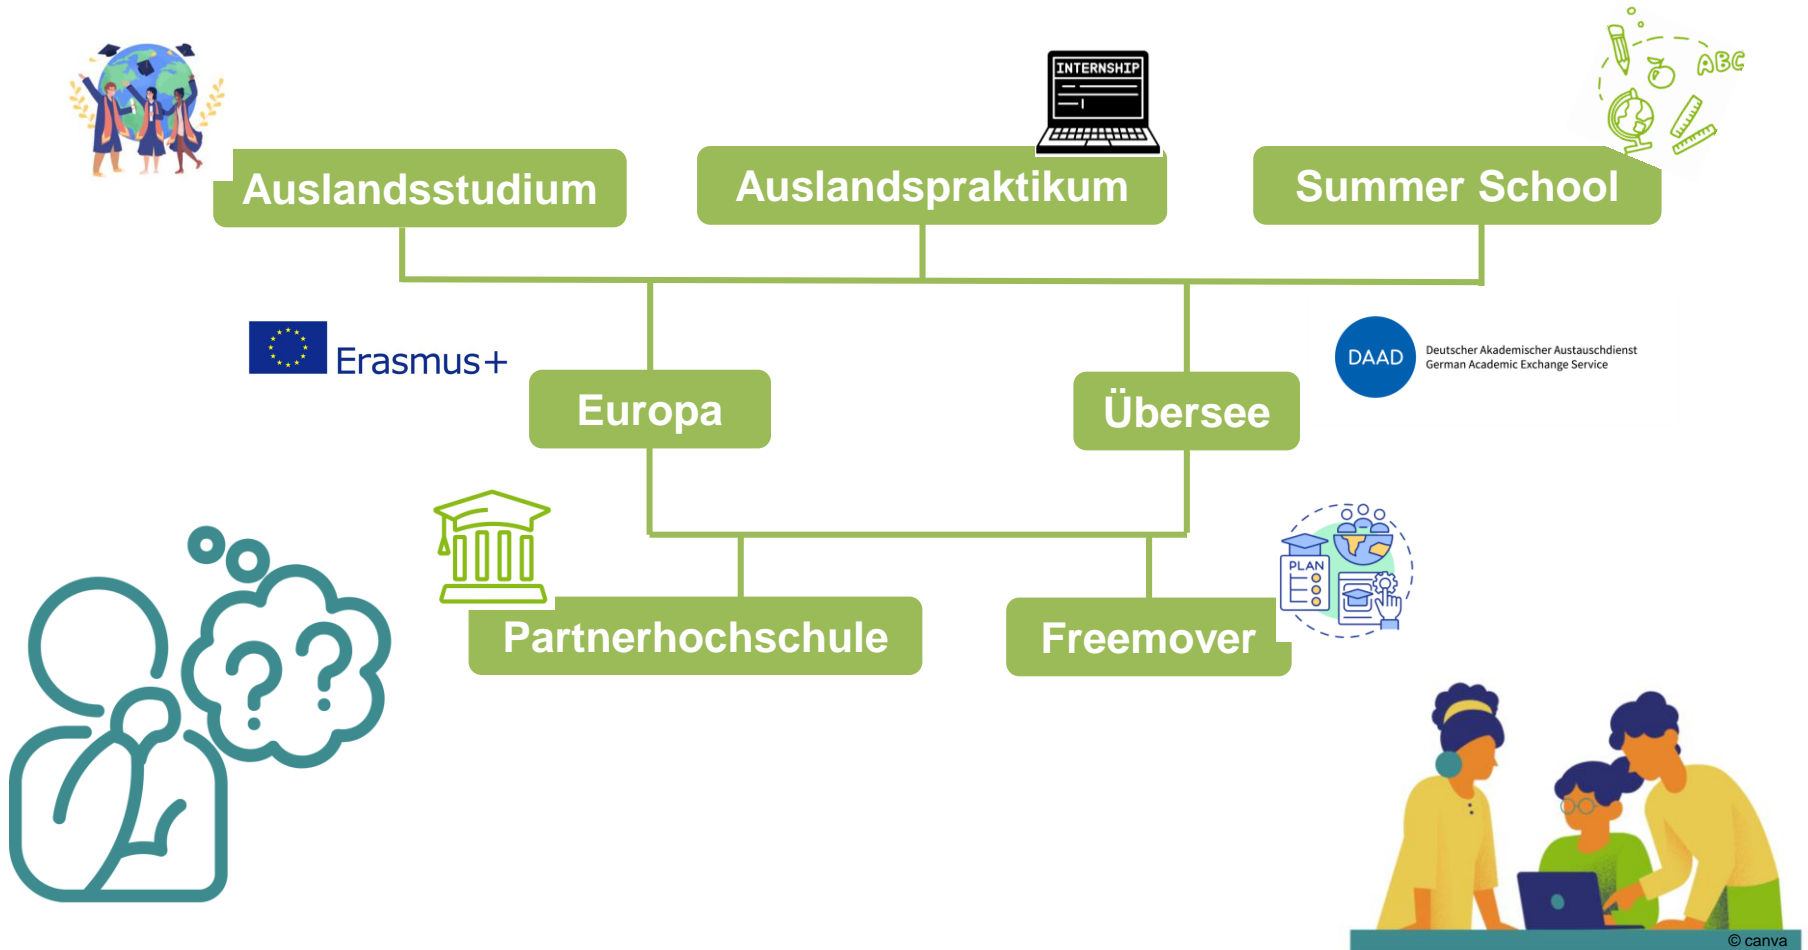 INTERNSHIP
ABC
Auslandsstudium
Auslandspraktikum
Summer School
Erasmus+
DAAD
Deutscher Akademischer Austauschdienst
German Academic Exchange Service
Europa
Übersee
PLAN
Partnerhochschule
Freemover
??
© canva